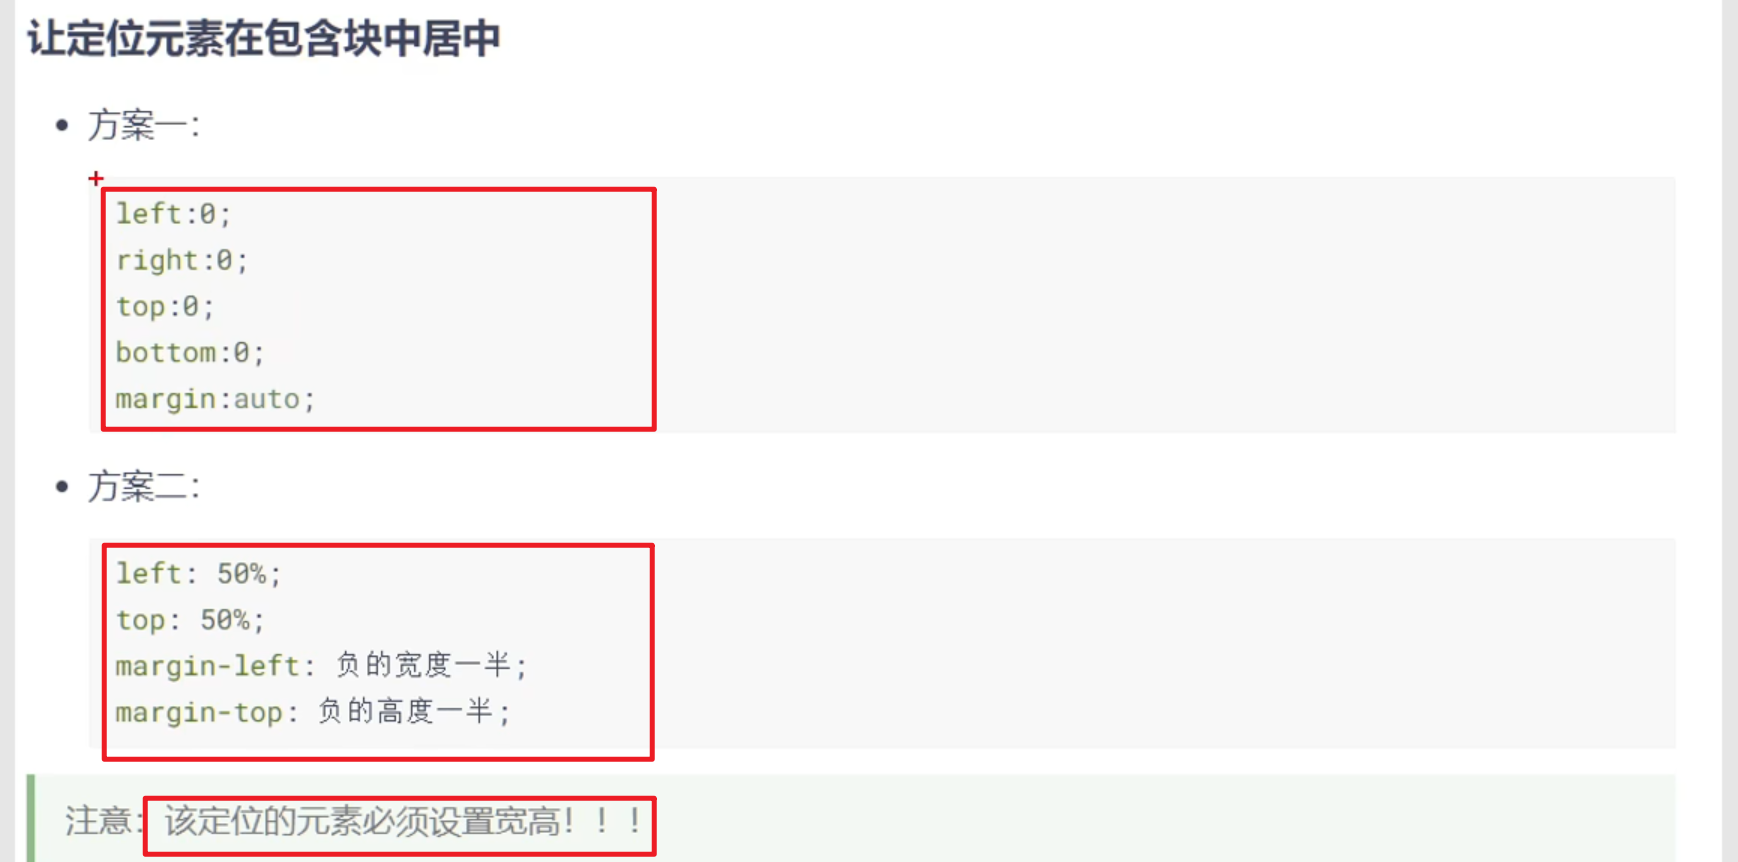 让定位元素在包含块中居中
方案一：
left:0;
right:0;
top:0;
bottom:0;
margin:auto;
方案二：
left: 50%;
top: 50%;
margin-left: 负的宽度一半;
margin-top: 负的高度一半;
注意：该定位的元素必须设置宽高！！！